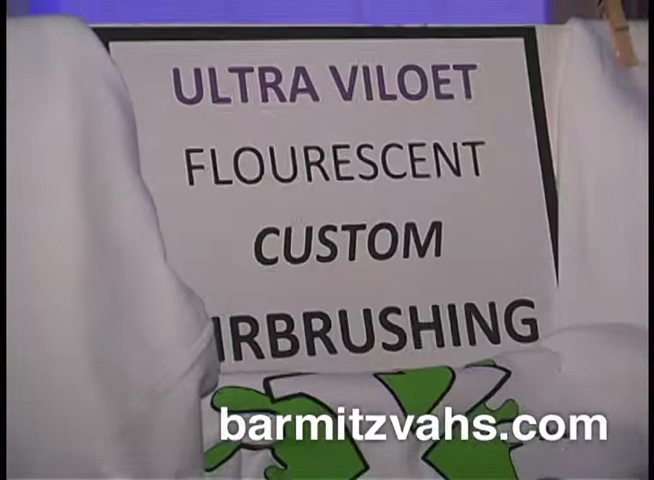 ULTRA VILOET
FLOURESCENT
CUSTOM
IRBRUSHING
barmitzvahs.com